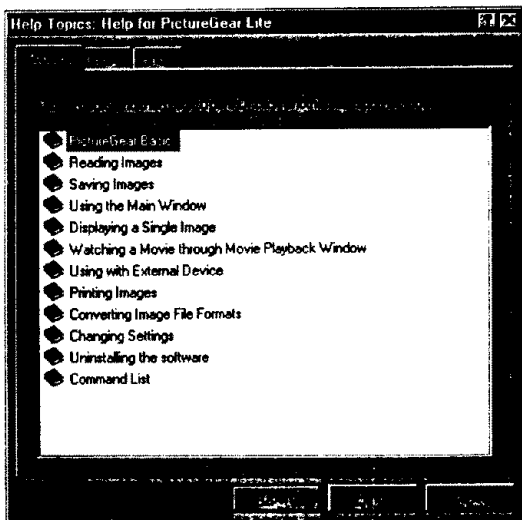 Help Topics: Help for PictureGear Lite
PictureGear Basic
Reading Images
Saving Images
Using the Main Window
Displaying a Single Image
Watching a Movie through Movie Playback Window
Using with External Device
Printing Images
Converting Image File Formats
Changing Settings
Uninstalling the software
Command List